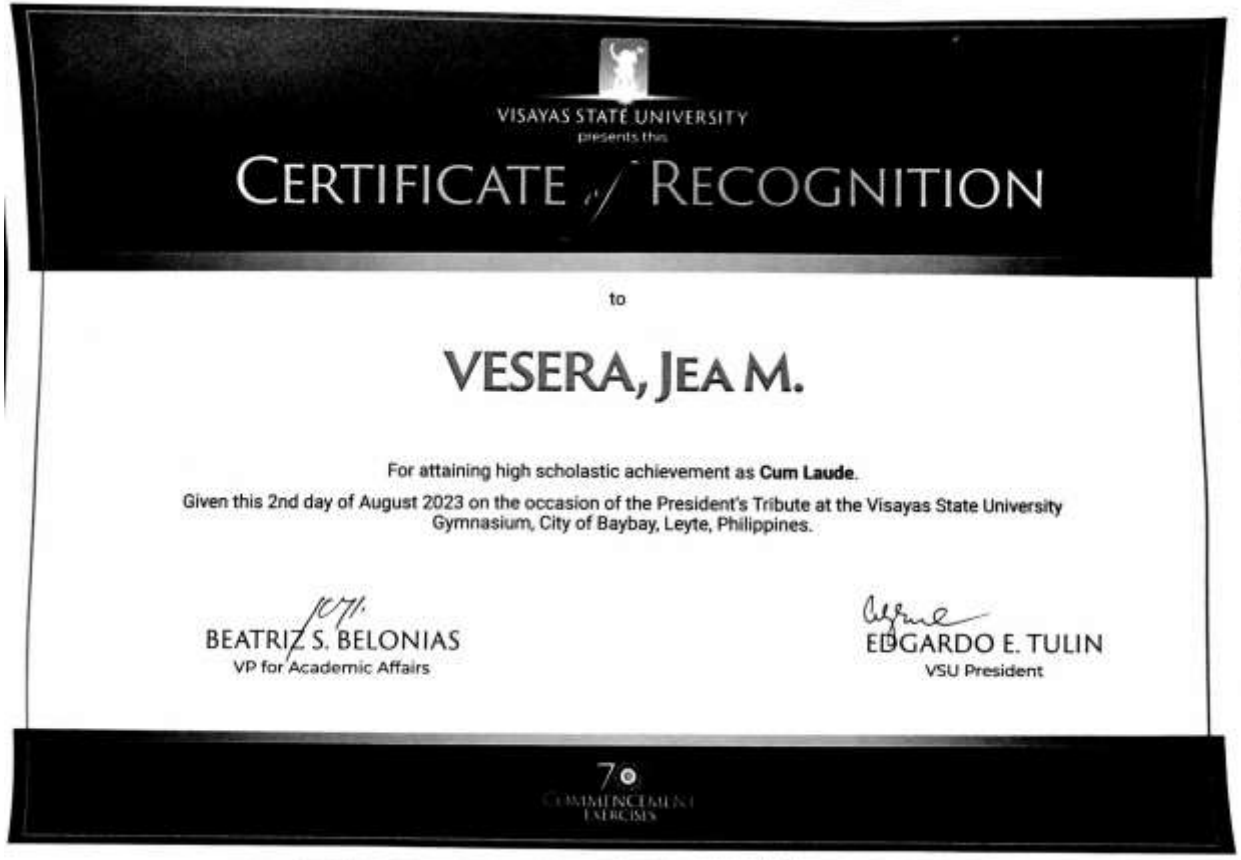 VISAYAS STATE UNIVERSITY
presents this
CERTIFICATE of RECOGNITION
to
VESERA, JEA M.
For attaining high scholastic achievement as Cum Laude.
Given this 2nd day of August 2023 on the occasion of the President's Tribute at the Visayas State University
Gymnasium, City of Baybay, Leyte, Philippines.
BEATRIZ S. BELONIAS
VP for Academic Affairs
EDGARDO E. TULIN
VSU President
70
COMMENCEMENT
EXERCISES